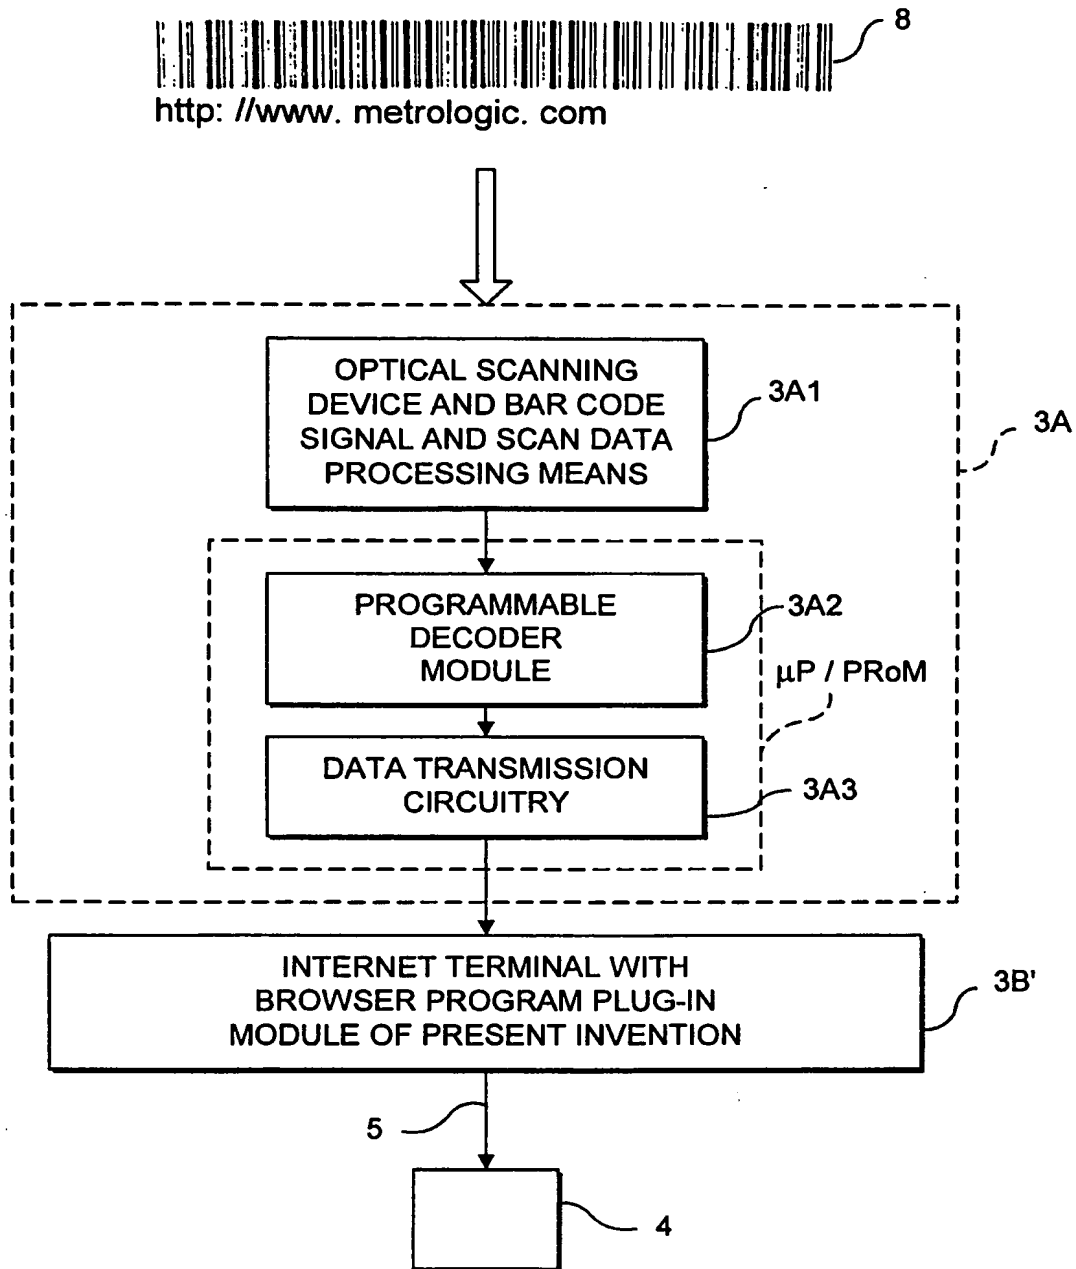 8
http: //www. metrologic. com
OPTICAL SCANNING
DEVICE AND BAR CODE
SIGNAL AND SCAN DATA
PROCESSING MEANS
3A1
3A
PROGRAMMABLE
DECODER
MODULE
3A2
μP / PRoM
DATA TRANSMISSION
CIRCUITRY
3A3
INTERNET TERMINAL WITH
BROWSER PROGRAM PLUG-IN
MODULE OF PRESENT INVENTION
3B'
5
4